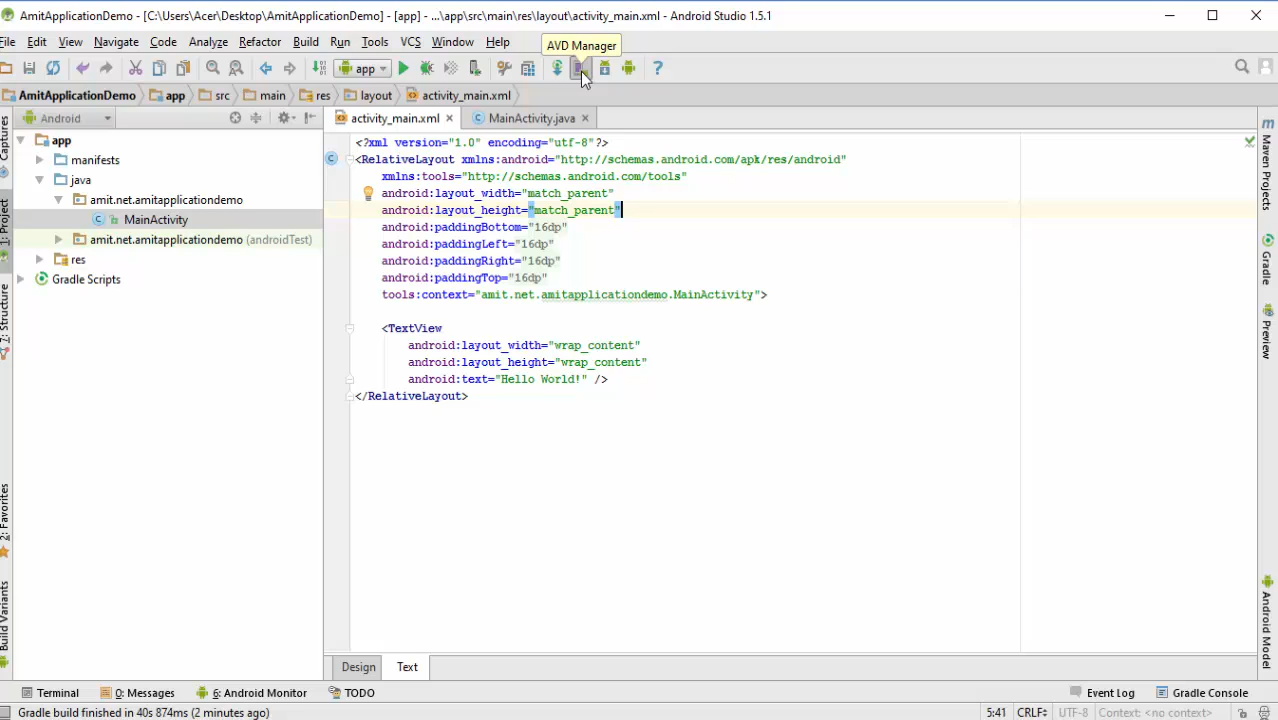 AmitApplicationDemo - [C:\Users\Acer\Desktop\AmitApplicationDemo] - [app] - ...\app\src\main\res\layout\activity_main.xml - Android Studio 1.5.1
File Edit View Navigate Code Analyze Refactor Build Run Tools VCS Window Help
AVD Manager
app
AmitApplicationDemo app src main res layout activity_main.xml
Android
activity_main.xml MainActivity.java
app
manifests
java
amit.net.amitapplicationdemo
MainActivity
amit.net.amitapplicationdemo (androidTest)
res
Gradle Scripts
<?xml version="1.0" encoding="utf-8"?>
<RelativeLayout xmlns:android="http://schemas.android.com/apk/res/android"
xmlns:tools="http://schemas.android.com/tools"
android:layout_width="match_parent"
android:layout_height="match_parent"
android:paddingBottom="16dp"
android:paddingLeft="16dp"
android:paddingRight="16dp"
android:paddingTop="16dp"
tools:context="amit.net.amitapplicationdemo.MainActivity">
<TextView
android:layout_width="wrap_content"
android:layout_height="wrap_content"
android:text="Hello World!" />
</RelativeLayout>
Captures
1: Project
7: Structure
2: Favorites
Build Variants
Maven Projects
Gradle
Preview
Android Model
Design Text
Terminal 0: Messages 6: Android Monitor TODO Event Log Gradle Console
Gradle build finished in 40s 874ms (2 minutes ago) 5:41 CRLF UTF-8 Context: <no context>